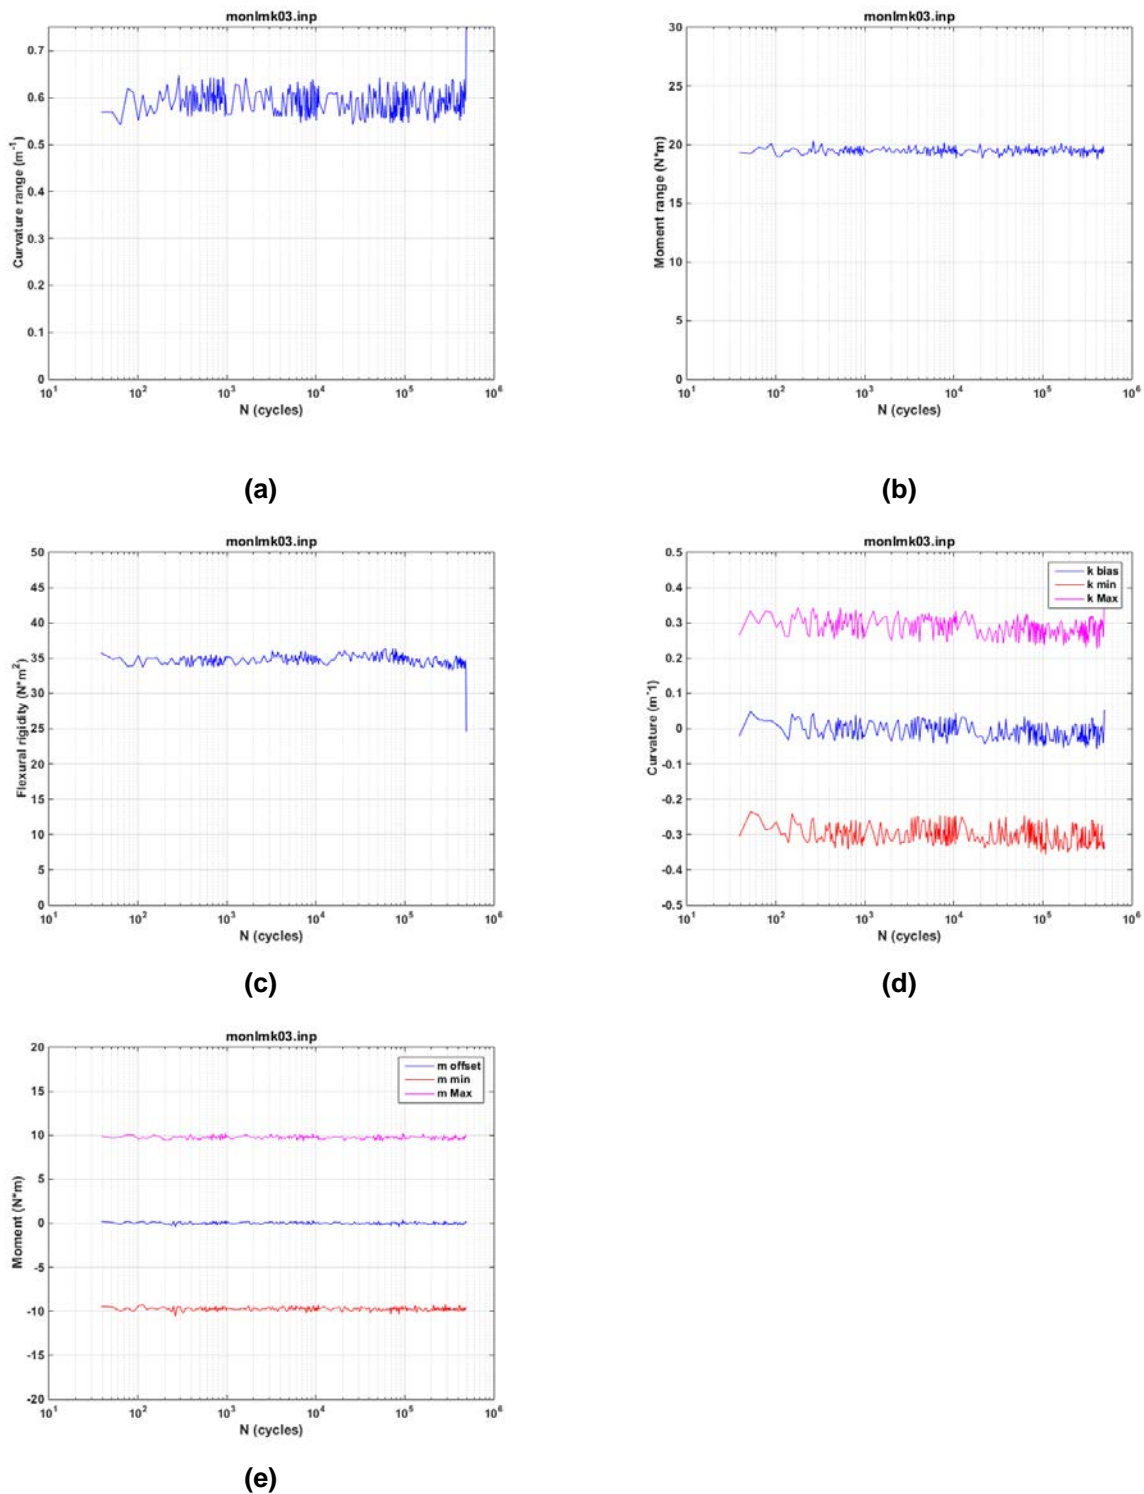 monlmk03.inp
Curvature range (m⁻¹)
0.7
0.6
0.5
0.4
0.3
0.2
0.1
0
10¹ 10² 10³ 10⁴ 10⁵ 10⁶
N (cycles)
(a)
monlmk03.inp
Moment range (N*m)
30
25
20
15
10
5
0
10¹ 10² 10³ 10⁴ 10⁵ 10⁶
N (cycles)
(b)
monlmk03.inp
Flexural rigidity (N*m²)
50
45
40
35
30
25
20
15
10
5
0
10¹ 10² 10³ 10⁴ 10⁵ 10⁶
N (cycles)
(c)
monlmk03.inp
k bias
k min
k Max
Curvature (m⁻1)
0.5
0.4
0.3
0.2
0.1
0
-0.1
-0.2
-0.3
-0.4
-0.5
10¹ 10² 10³ 10⁴ 10⁵ 10⁶
N (cycles)
(d)
monlmk03.inp
m offset
m min
m Max
Moment (N*m)
20
15
10
5
0
-5
-10
-15
-20
10¹ 10² 10³ 10⁴ 10⁵ 10⁶
N (cycles)
(e)